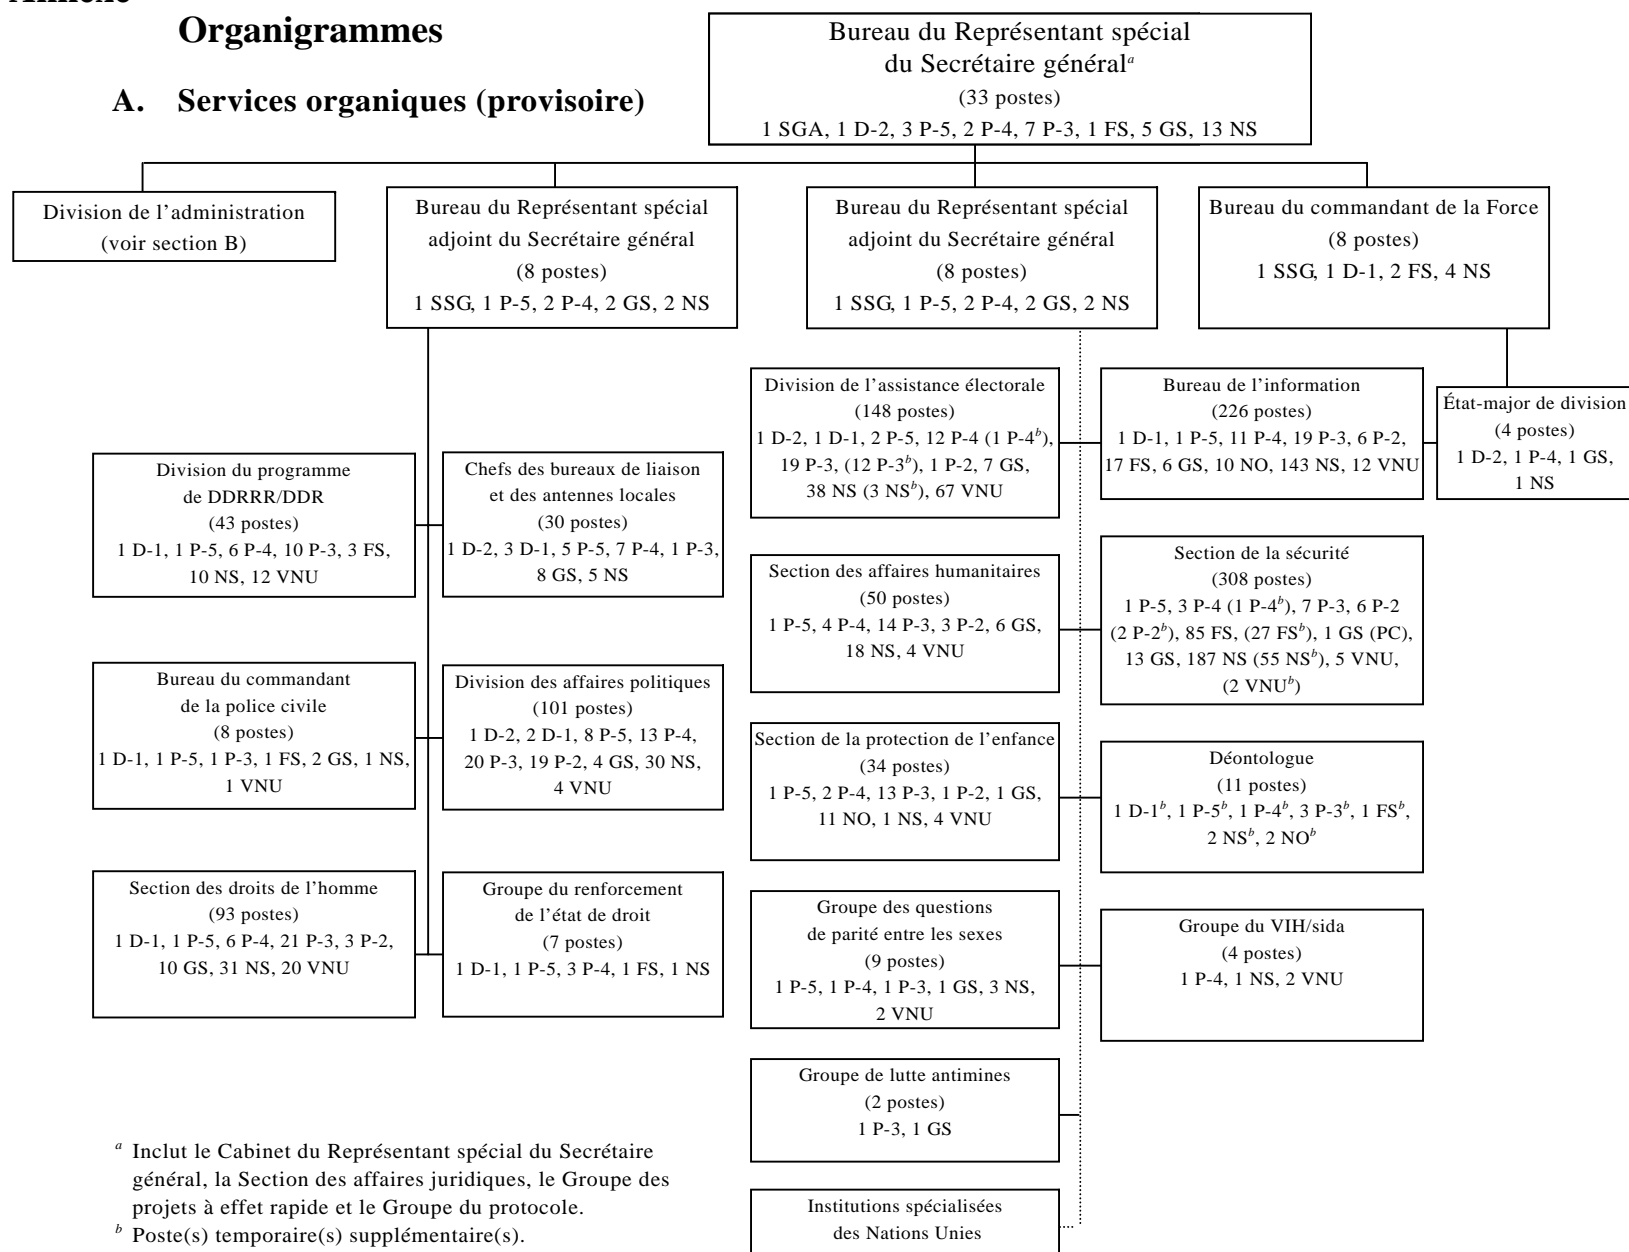 Annexe
Organigrammes
A. Services organiques (provisoire)
Bureau du Représentant spécial
du Secrétaire général^a
(33 postes)
1 SGA, 1 D-2, 3 P-5, 2 P-4, 7 P-3, 1 FS, 5 GS, 13 NS
Division de l’administration
(voir section B)
Bureau du Représentant spécial
adjoint du Secrétaire général
(8 postes)
1 SSG, 1 P-5, 2 P-4, 2 GS, 2 NS
Bureau du Représentant spécial
adjoint du Secrétaire général
(8 postes)
1 SSG, 1 P-5, 2 P-4, 2 GS, 2 NS
Bureau du commandant de la Force
(8 postes)
1 SSG, 1 D-1, 2 FS, 4 NS
Division du programme
de DDRRR/DDR
(43 postes)
1 D-1, 1 P-5, 6 P-4, 10 P-3, 3 FS,
10 NS, 12 VNU
Chefs des bureaux de liaison
et des antennes locales
(30 postes)
1 D-2, 3 D-1, 5 P-5, 7 P-4, 1 P-3,
8 GS, 5 NS
Bureau du commandant
de la police civile
(8 postes)
1 D-1, 1 P-5, 1 P-3, 1 FS, 2 GS, 1 NS,
1 VNU
Division des affaires politiques
(101 postes)
1 D-2, 2 D-1, 8 P-5, 13 P-4,
20 P-3, 19 P-2, 4 GS, 30 NS,
4 VNU
Section des droits de l’homme
(93 postes)
1 D-1, 1 P-5, 6 P-4, 21 P-3, 3 P-2,
10 GS, 31 NS, 20 VNU
Groupe du renforcement
de l’état de droit
(7 postes)
1 D-1, 1 P-5, 3 P-4, 1 FS, 1 NS
Division de l’assistance électorale
(148 postes)
1 D-2, 1 D-1, 2 P-5, 12 P-4 (1 P-4^b),
19 P-3, (12 P-3^b), 1 P-2, 7 GS,
38 NS (3 NS^b), 67 VNU
Bureau de l’information
(226 postes)
1 D-1, 1 P-5, 11 P-4, 19 P-3, 6 P-2,
17 FS, 6 GS, 10 NO, 143 NS, 12 VNU
État-major de division
(4 postes)
1 D-2, 1 P-4, 1 GS,
1 NS
Section des affaires humanitaires
(50 postes)
1 P-5, 4 P-4, 14 P-3, 3 P-2, 6 GS,
18 NS, 4 VNU
Section de la sécurité
(308 postes)
1 P-5, 3 P-4 (1 P-4^b), 7 P-3, 6 P-2
(2 P-2^b), 85 FS, (27 FS^b), 1 GS (PC),
13 GS, 187 NS (55 NS^b), 5 VNU,
(2 VNU^b)
Section de la protection de l’enfance
(34 postes)
1 P-5, 2 P-4, 13 P-3, 1 P-2, 1 GS,
11 NO, 1 NS, 4 VNU
Déontologue
(11 postes)
1 D-1^b, 1 P-5^b, 1 P-4^b, 3 P-3^b, 1 FS^b,
2 NS^b, 2 NO^b
Groupe des questions
de parité entre les sexes
(9 postes)
1 P-5, 1 P-4, 1 P-3, 1 GS, 3 NS,
2 VNU
Groupe du VIH/sida
(4 postes)
1 P-4, 1 NS, 2 VNU
Groupe de lutte antimines
(2 postes)
1 P-3, 1 GS
Institutions spécialisées
des Nations Unies
^a Inclut le Cabinet du Représentant spécial du Secrétaire
général, la Section des affaires juridiques, le Groupe des
projets à effet rapide et le Groupe du protocole.
^b Poste(s) temporaire(s) supplémentaire(s).